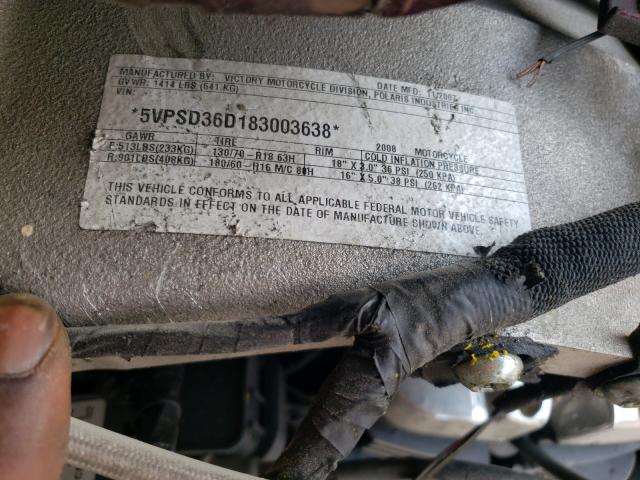 MANUFACTURED BY: VICTORY MOTORCYCLE DIVISION, POLARIS INDUSTRIES INC.
GVWR: 1414 LBS (641 KG) DATE MFD: 11/2007
VIN:
*5VPSD36D183003638*
2008 MOTORCYCLE
GAWR TIRE RIM COLD INFLATION PRESSURE
F.513LBS(233KG) 130/70 -R18 63H 18" X 3.0" 36 PSI (250 KPA)
R.901LBS(408KG) 180/60 -R16 M/C 80H 16" X 5.0" 38 PSI (262 KPA)
THIS VEHICLE CONFORMS TO ALL APPLICABLE FEDERAL MOTOR VEHICLE SAFETY
STANDARDS IN EFFECT ON THE DATE OF MANUFACTURE SHOWN ABOVE.